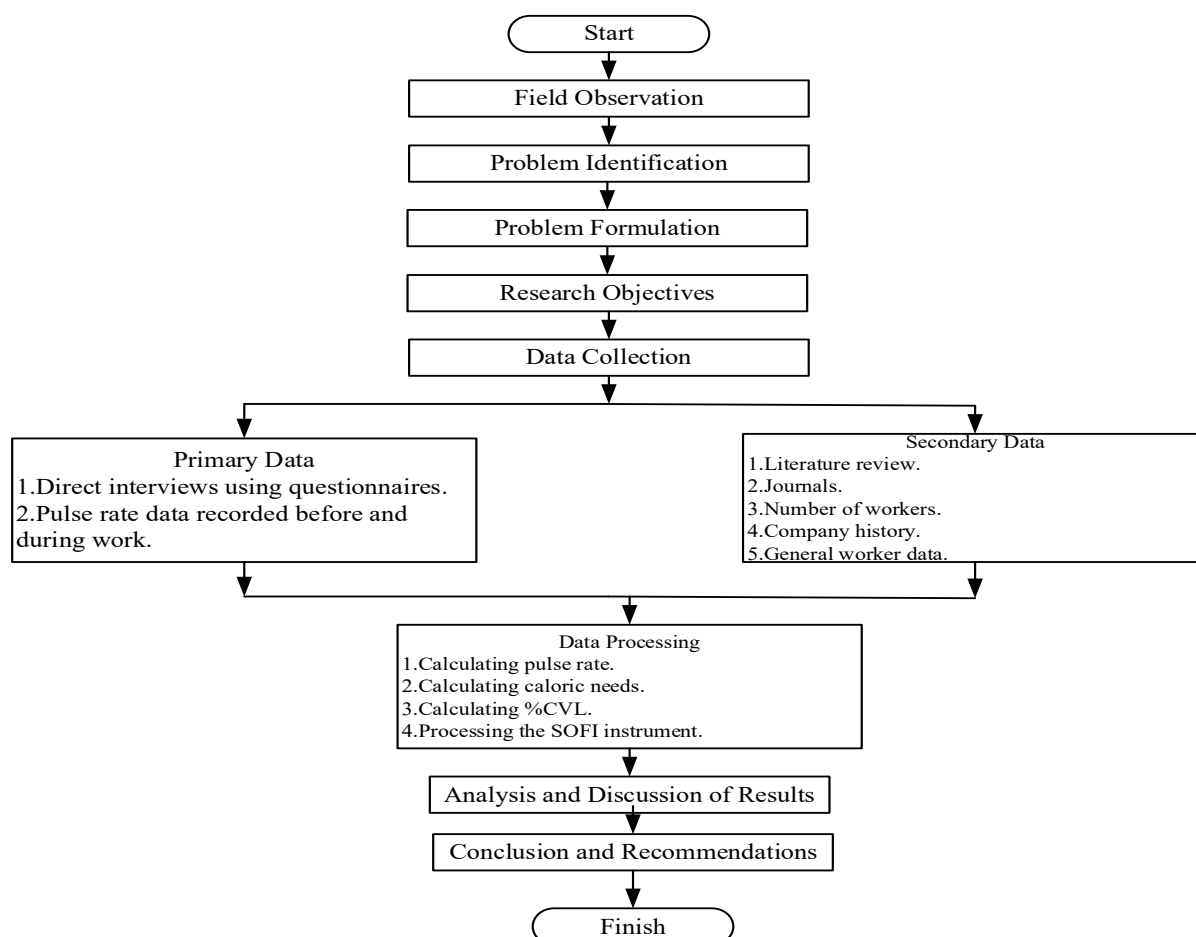 Start
Field Observation
Problem Identification
Problem Formulation
Research Objectives
Data Collection
Primary Data
1.Direct interviews using questionnaires.
2.Pulse rate data recorded before and
during work.
Secondary Data
1.Literature review.
2.Journals.
3.Number of workers.
4.Company history.
5.General worker data.
Data Processing
1.Calculating pulse rate.
2.Calculating caloric needs.
3.Calculating %CVL.
4.Processing the SOFI instrument.
Analysis and Discussion of Results
Conclusion and Recommendations
Finish